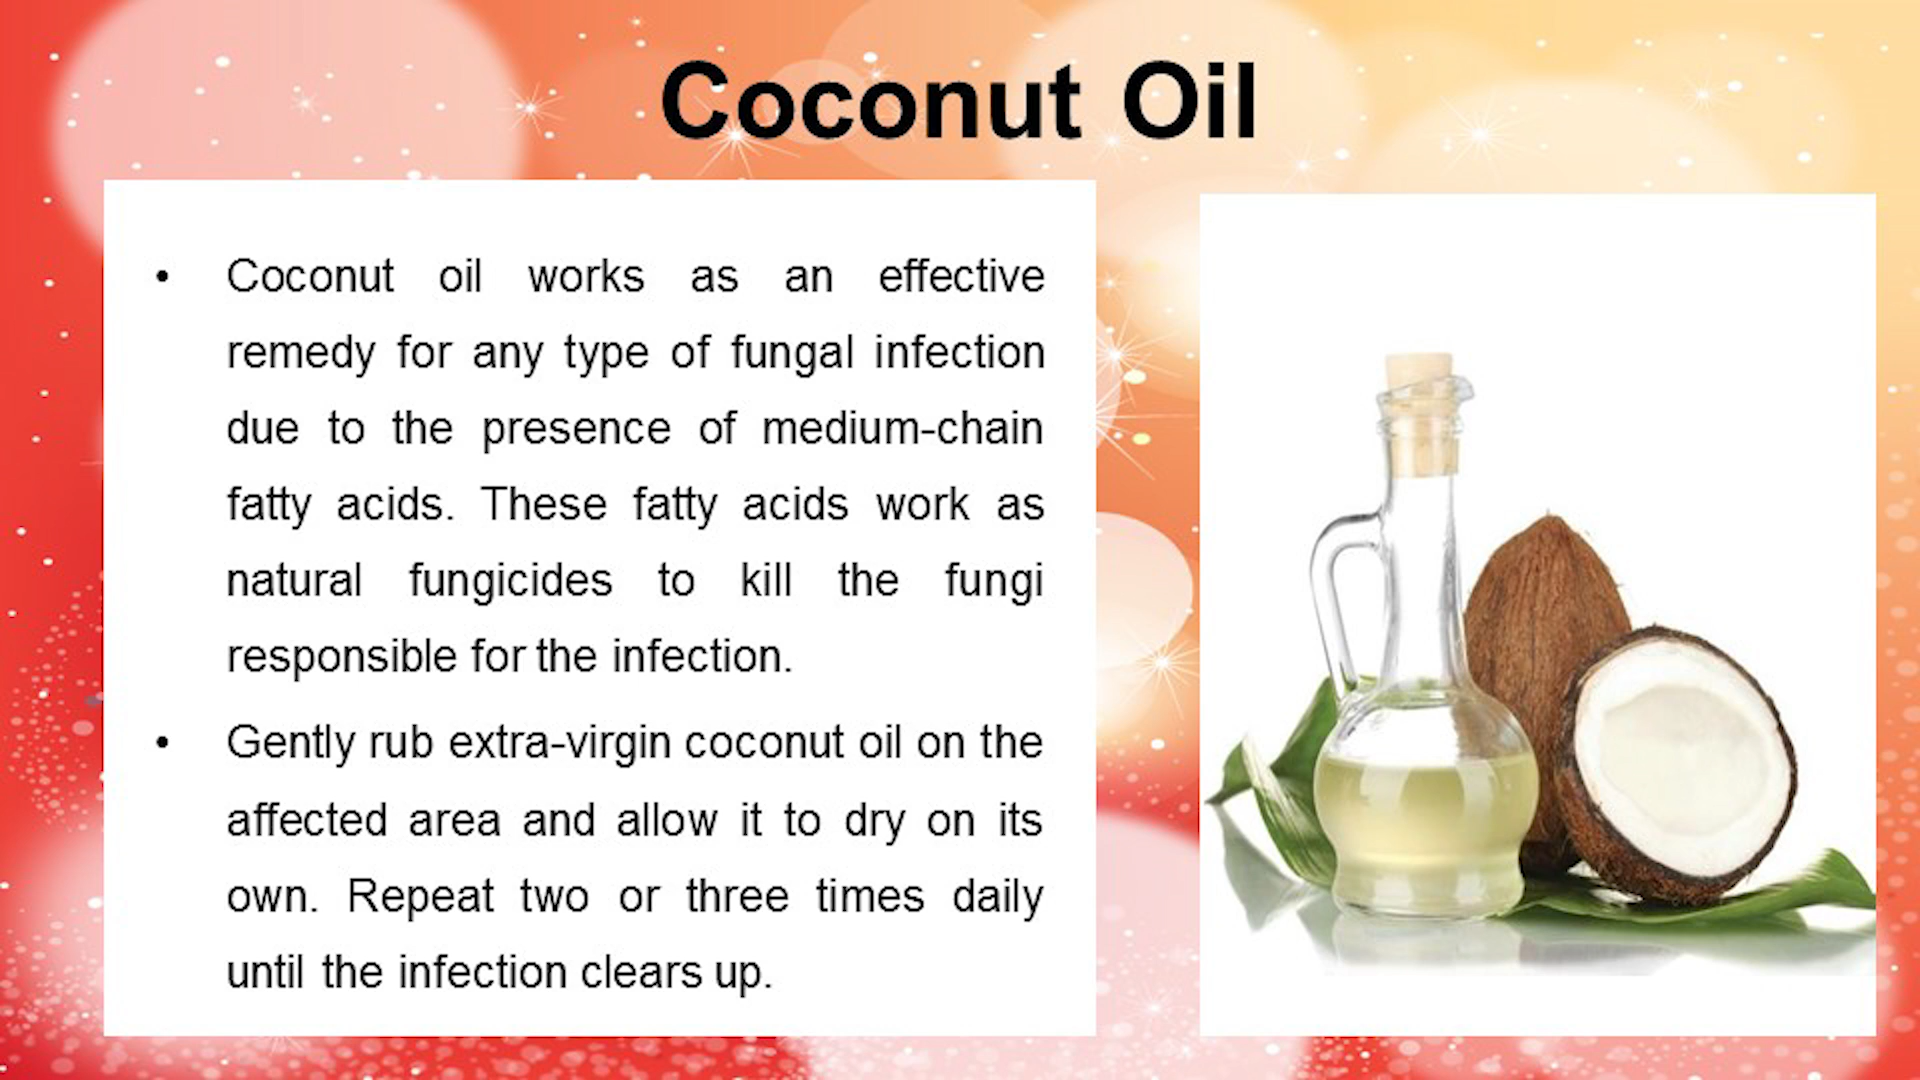 Coconut Oil
• Coconut oil works as an effective
remedy for any type of fungal infection
due to the presence of medium-chain
fatty acids. These fatty acids work as
natural fungicides to kill the fungi
responsible for the infection.
• Gently rub extra-virgin coconut oil on the
affected area and allow it to dry on its
own. Repeat two or three times daily
until the infection clears up.